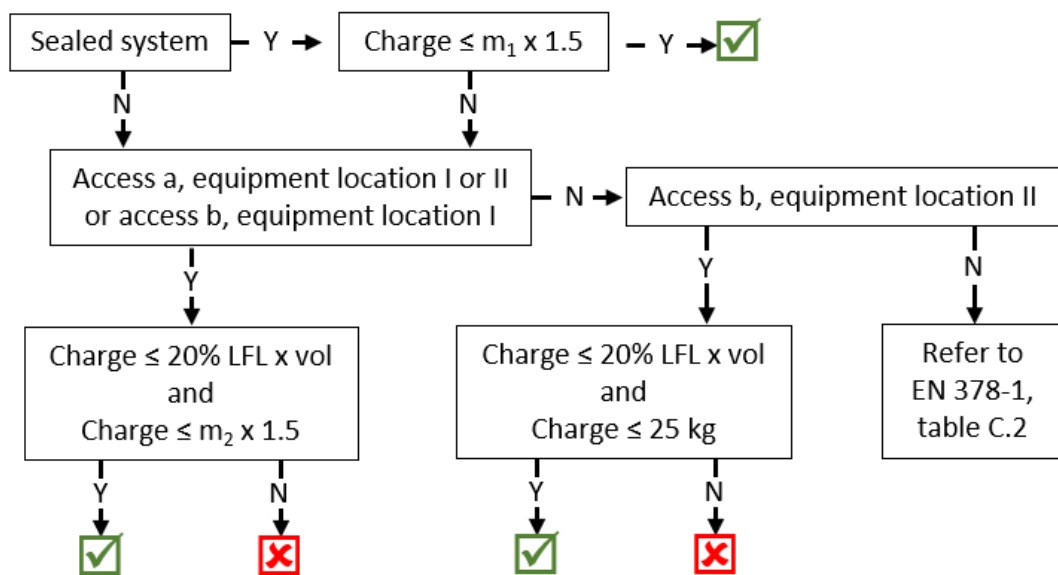 Sealed system
Y
Charge ≤ m₁ x 1.5
Y
N
N
Access a, equipment location I or II
or access b, equipment location I
N
Access b, equipment location II
Y
Y
N
Charge ≤ 20% LFL x vol
and
Charge ≤ m₂ x 1.5
Charge ≤ 20% LFL x vol
and
Charge ≤ 25 kg
Refer to
EN 378-1,
table C.2
Y
N
Y
N